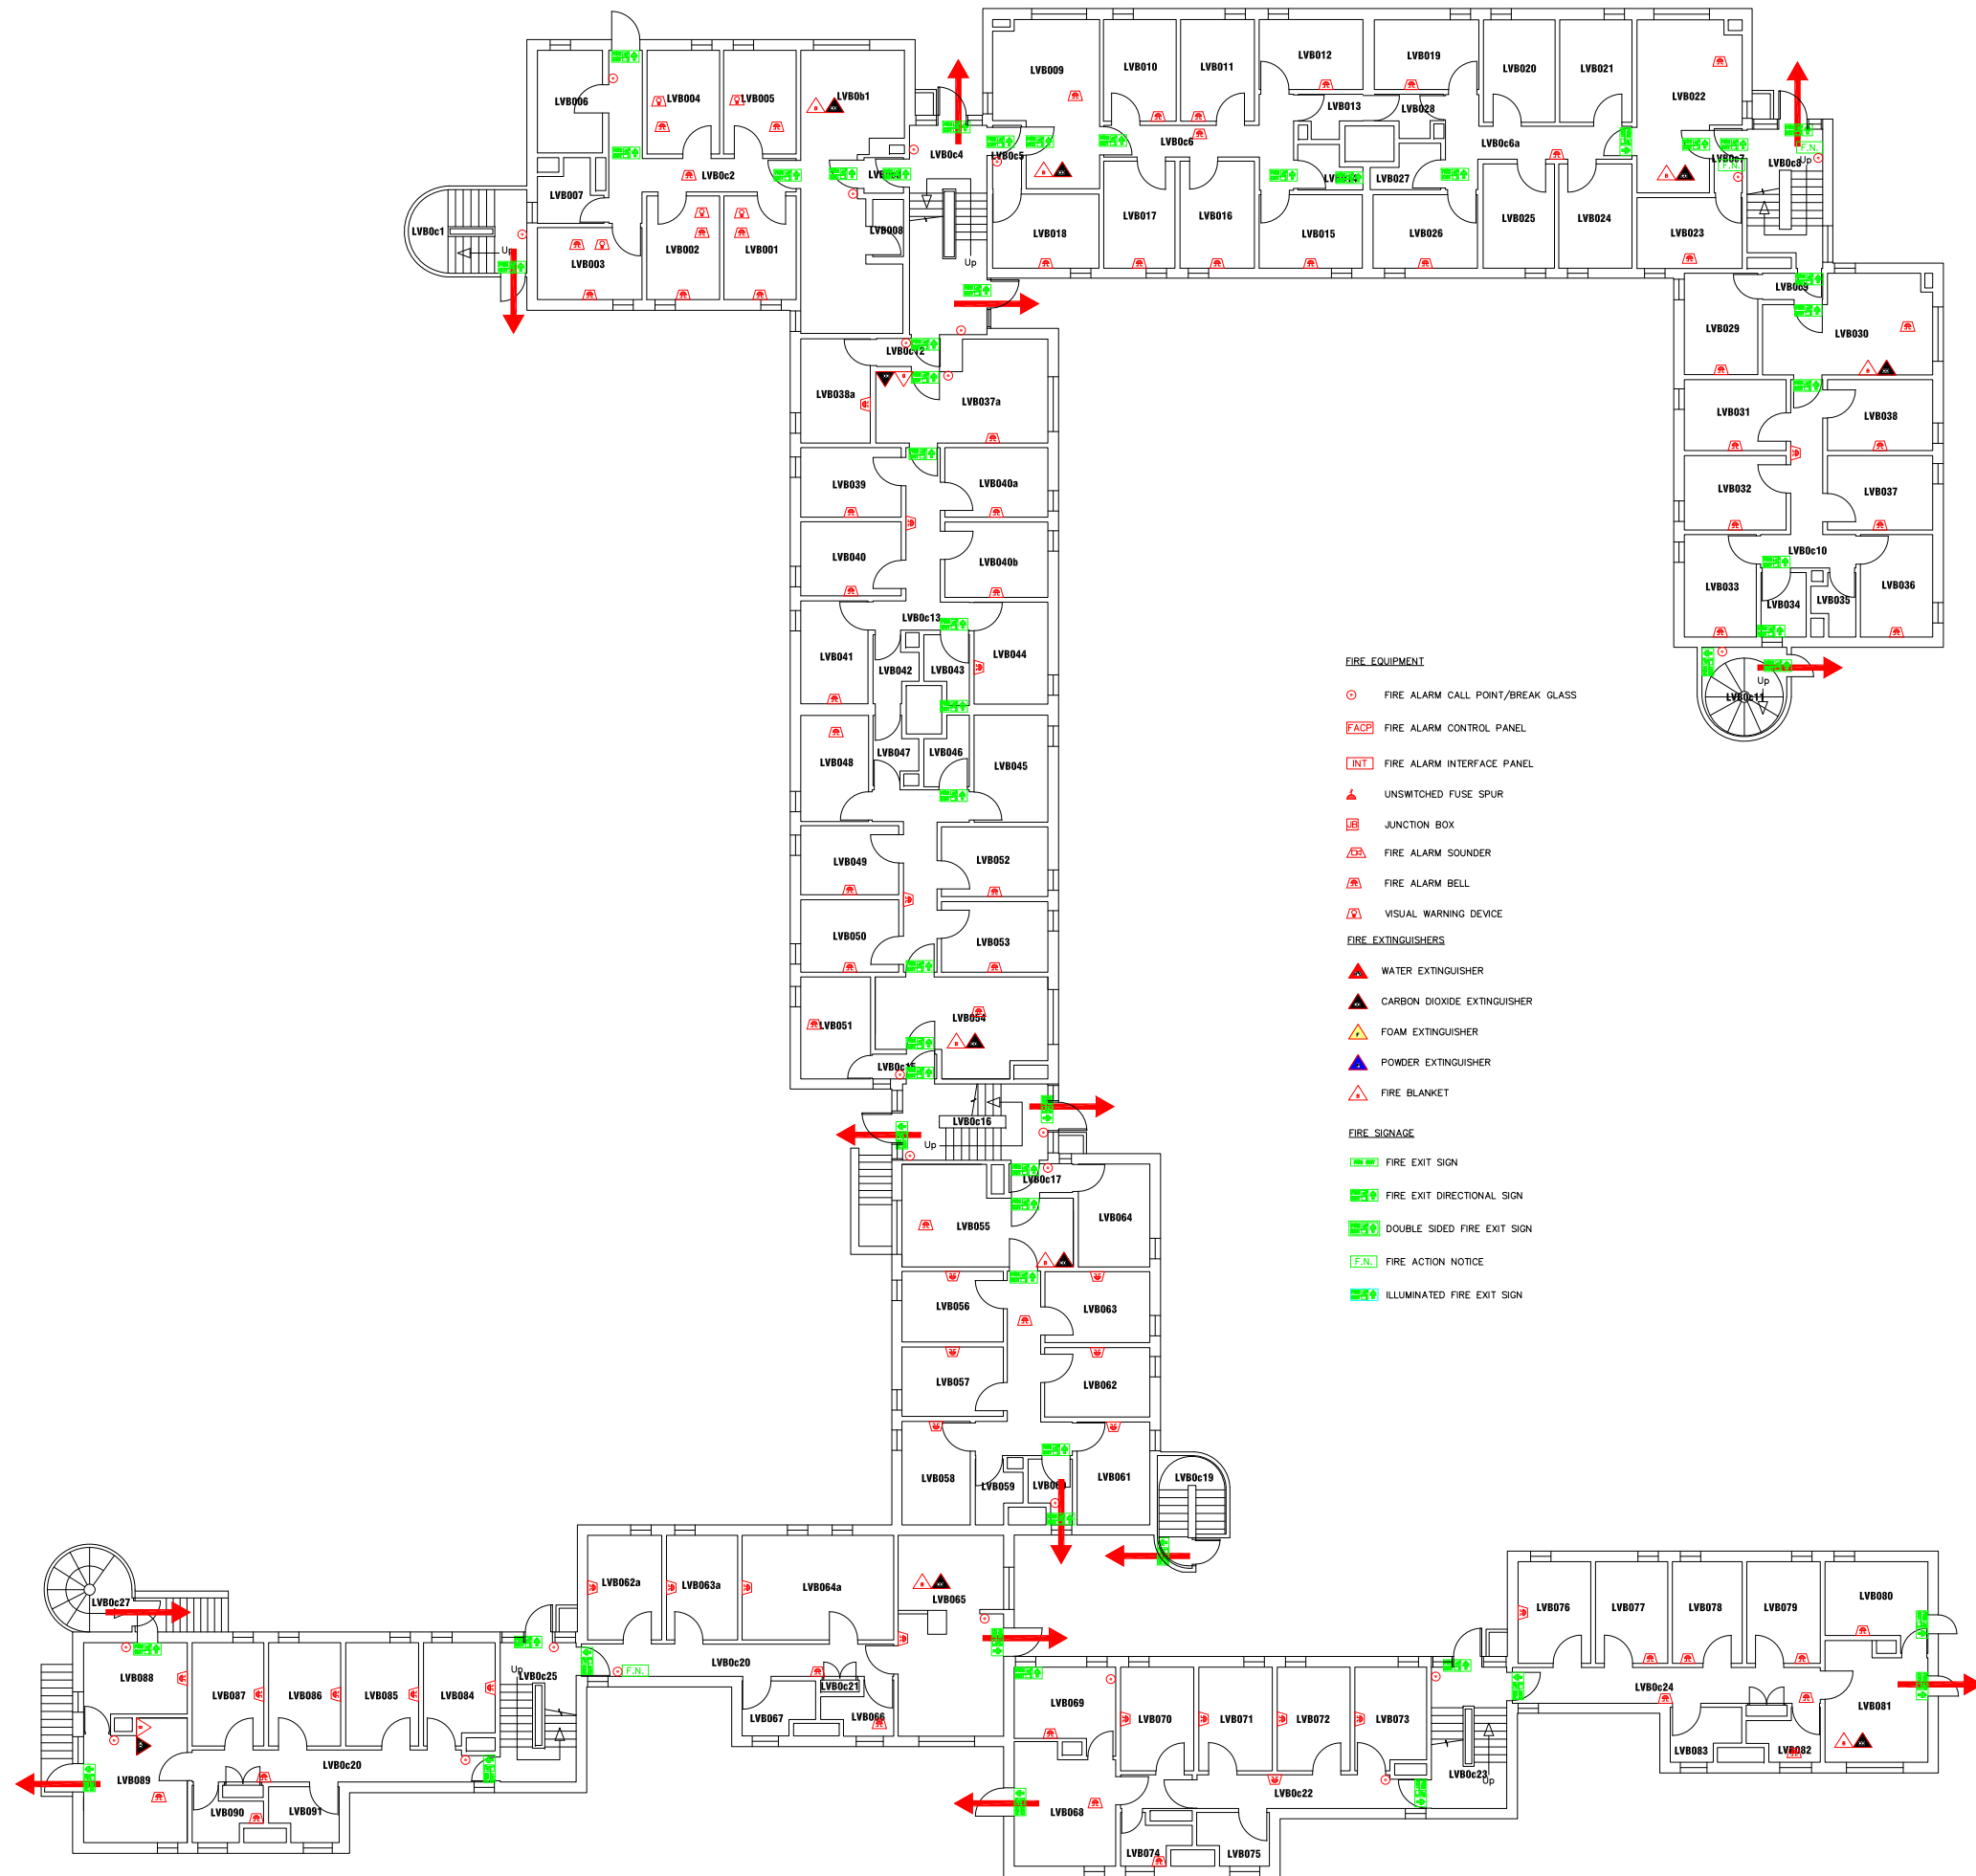 LVB009
LVB010
LVB011
LVB012
LVB019
LVB020
LVB021
LVB022
LVB006
LVB004
LVB005
LVB0b1
LVB013
LVB028
LVB0c4
LVB0c5
LVB0c6
LVB0c6a
LVB0c7
F.N.
F.N.
LVB0c8
Up
LVB0c2
LVB007
LVB027
LVB008
LVB0c1
Up
LVB003
LVB002
LVB001
Up
LVB018
LVB017
LVB016
LVB015
LVB026
LVB025
LVB024
LVB023
LVB029
LVB030
LVB0c12
LVB038a
LVB037a
LVB031
LVB038
LVB039
LVB040a
LVB032
LVB037
LVB040
LVB040b
LVB0c10
LVB033
LVB034
LVB035
LVB036
LVB0c13
LVB041
LVB042
LVB043
LVB044
Up
LVB0c11
LVB048
LVB047
LVB046
LVB045
LVB049
LVB052
LVB050
LVB053
LVB051
LVB054
LVB0c15
LVB0c16
Up
FIRE EQUIPMENT
FIRE ALARM CALL POINT/BREAK GLASS
FACP FIRE ALARM CONTROL PANEL
INT FIRE ALARM INTERFACE PANEL
UNSWITCHED FUSE SPUR
JB JUNCTION BOX
FIRE ALARM SOUNDER
FIRE ALARM BELL
VISUAL WARNING DEVICE
FIRE EXTINGUISHERS
WATER EXTINGUISHER
CARBON DIOXIDE EXTINGUISHER
FOAM EXTINGUISHER
POWDER EXTINGUISHER
FIRE BLANKET
FIRE SIGNAGE
FIRE EXIT SIGN
FIRE EXIT DIRECTIONAL SIGN
DOUBLE SIDED FIRE EXIT SIGN
F.N. FIRE ACTION NOTICE
ILLUMINATED FIRE EXIT SIGN
LVB0c17
LVB055
LVB064
LVB056
LVB063
LVB057
LVB062
LVB058
LVB059
LVB061
LVB0c19
LVB062a
LVB063a
LVB064a
LVB065
LVB0c27
LVB076
LVB077
LVB078
LVB079
LVB080
LVB088
LVB087
LVB086
LVB085
LVB084
LVB0c25
Up
F.N.
LVB0c20
LVB0c21
LVB067
LVB066
LVB069
LVB070
LVB071
LVB072
LVB073
LVB0c24
LVB081
LVB083
LVB082
LVB089
LVB0c20
LVB090
LVB091
LVB068
LVB0c22
LVB0c23
Up
LVB074
LVB075